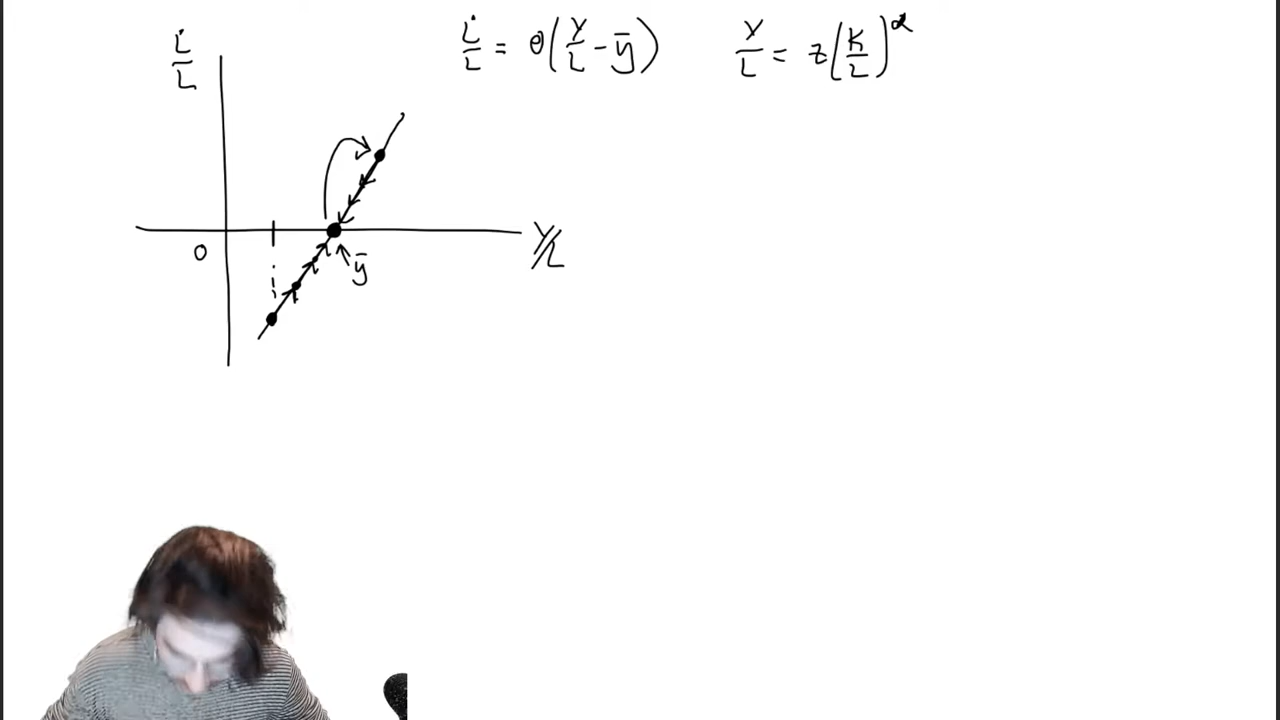 L̇/L = θ(Y/L - ȳ)
Y/L = z(K/L)^α
L̇/L
0
ȳ
Y/L